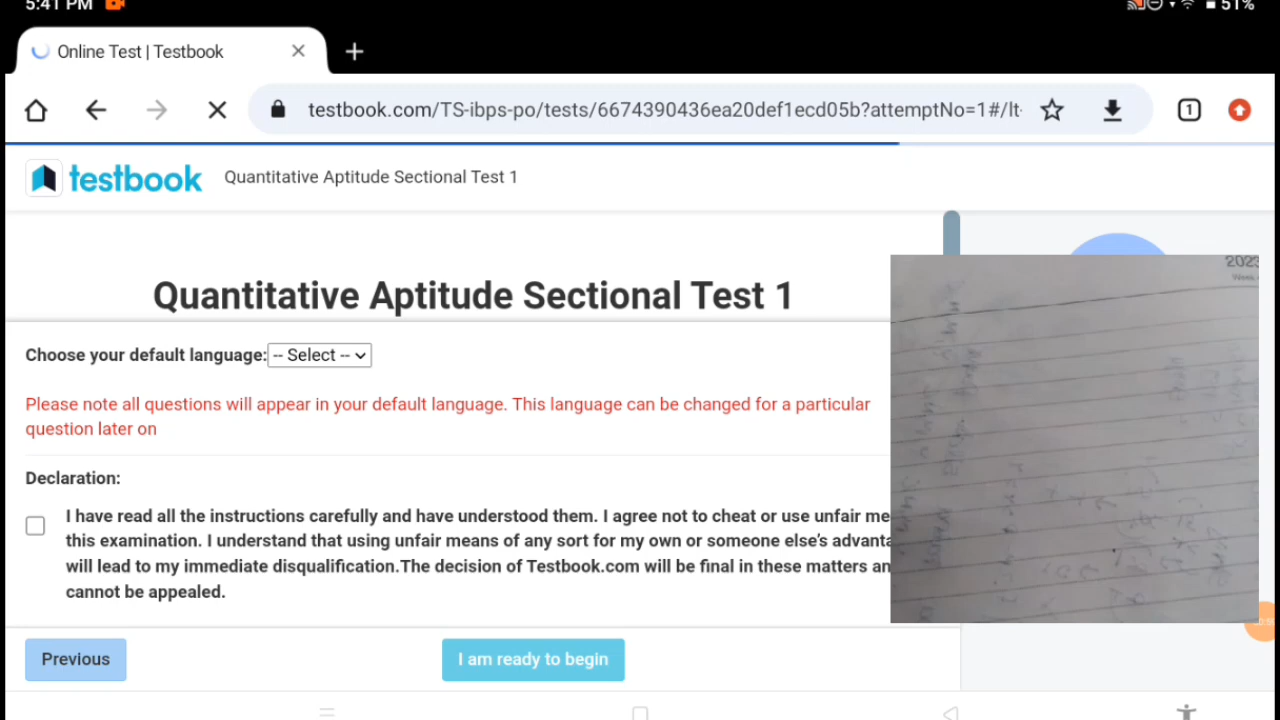 5:41 PM
51%
Online Test | Testbook
testbook.com/TS-ibps-po/tests/6674390436ea20def1ecd05b?attemptNo=1#/lt-
1
testbook
Quantitative Aptitude Sectional Test 1
Quantitative Aptitude Sectional Test 1
2023
Choose your default language: -- Select --
Please note all questions will appear in your default language. This language can be changed for a particular
question later on
Declaration:
I have read all the instructions carefully and have understood them. I agree not to cheat or use unfair me
this examination. I understand that using unfair means of any sort for my own or someone else's advanta
will lead to my immediate disqualification.The decision of Testbook.com will be final in these matters an
cannot be appealed.
Previous
I am ready to begin